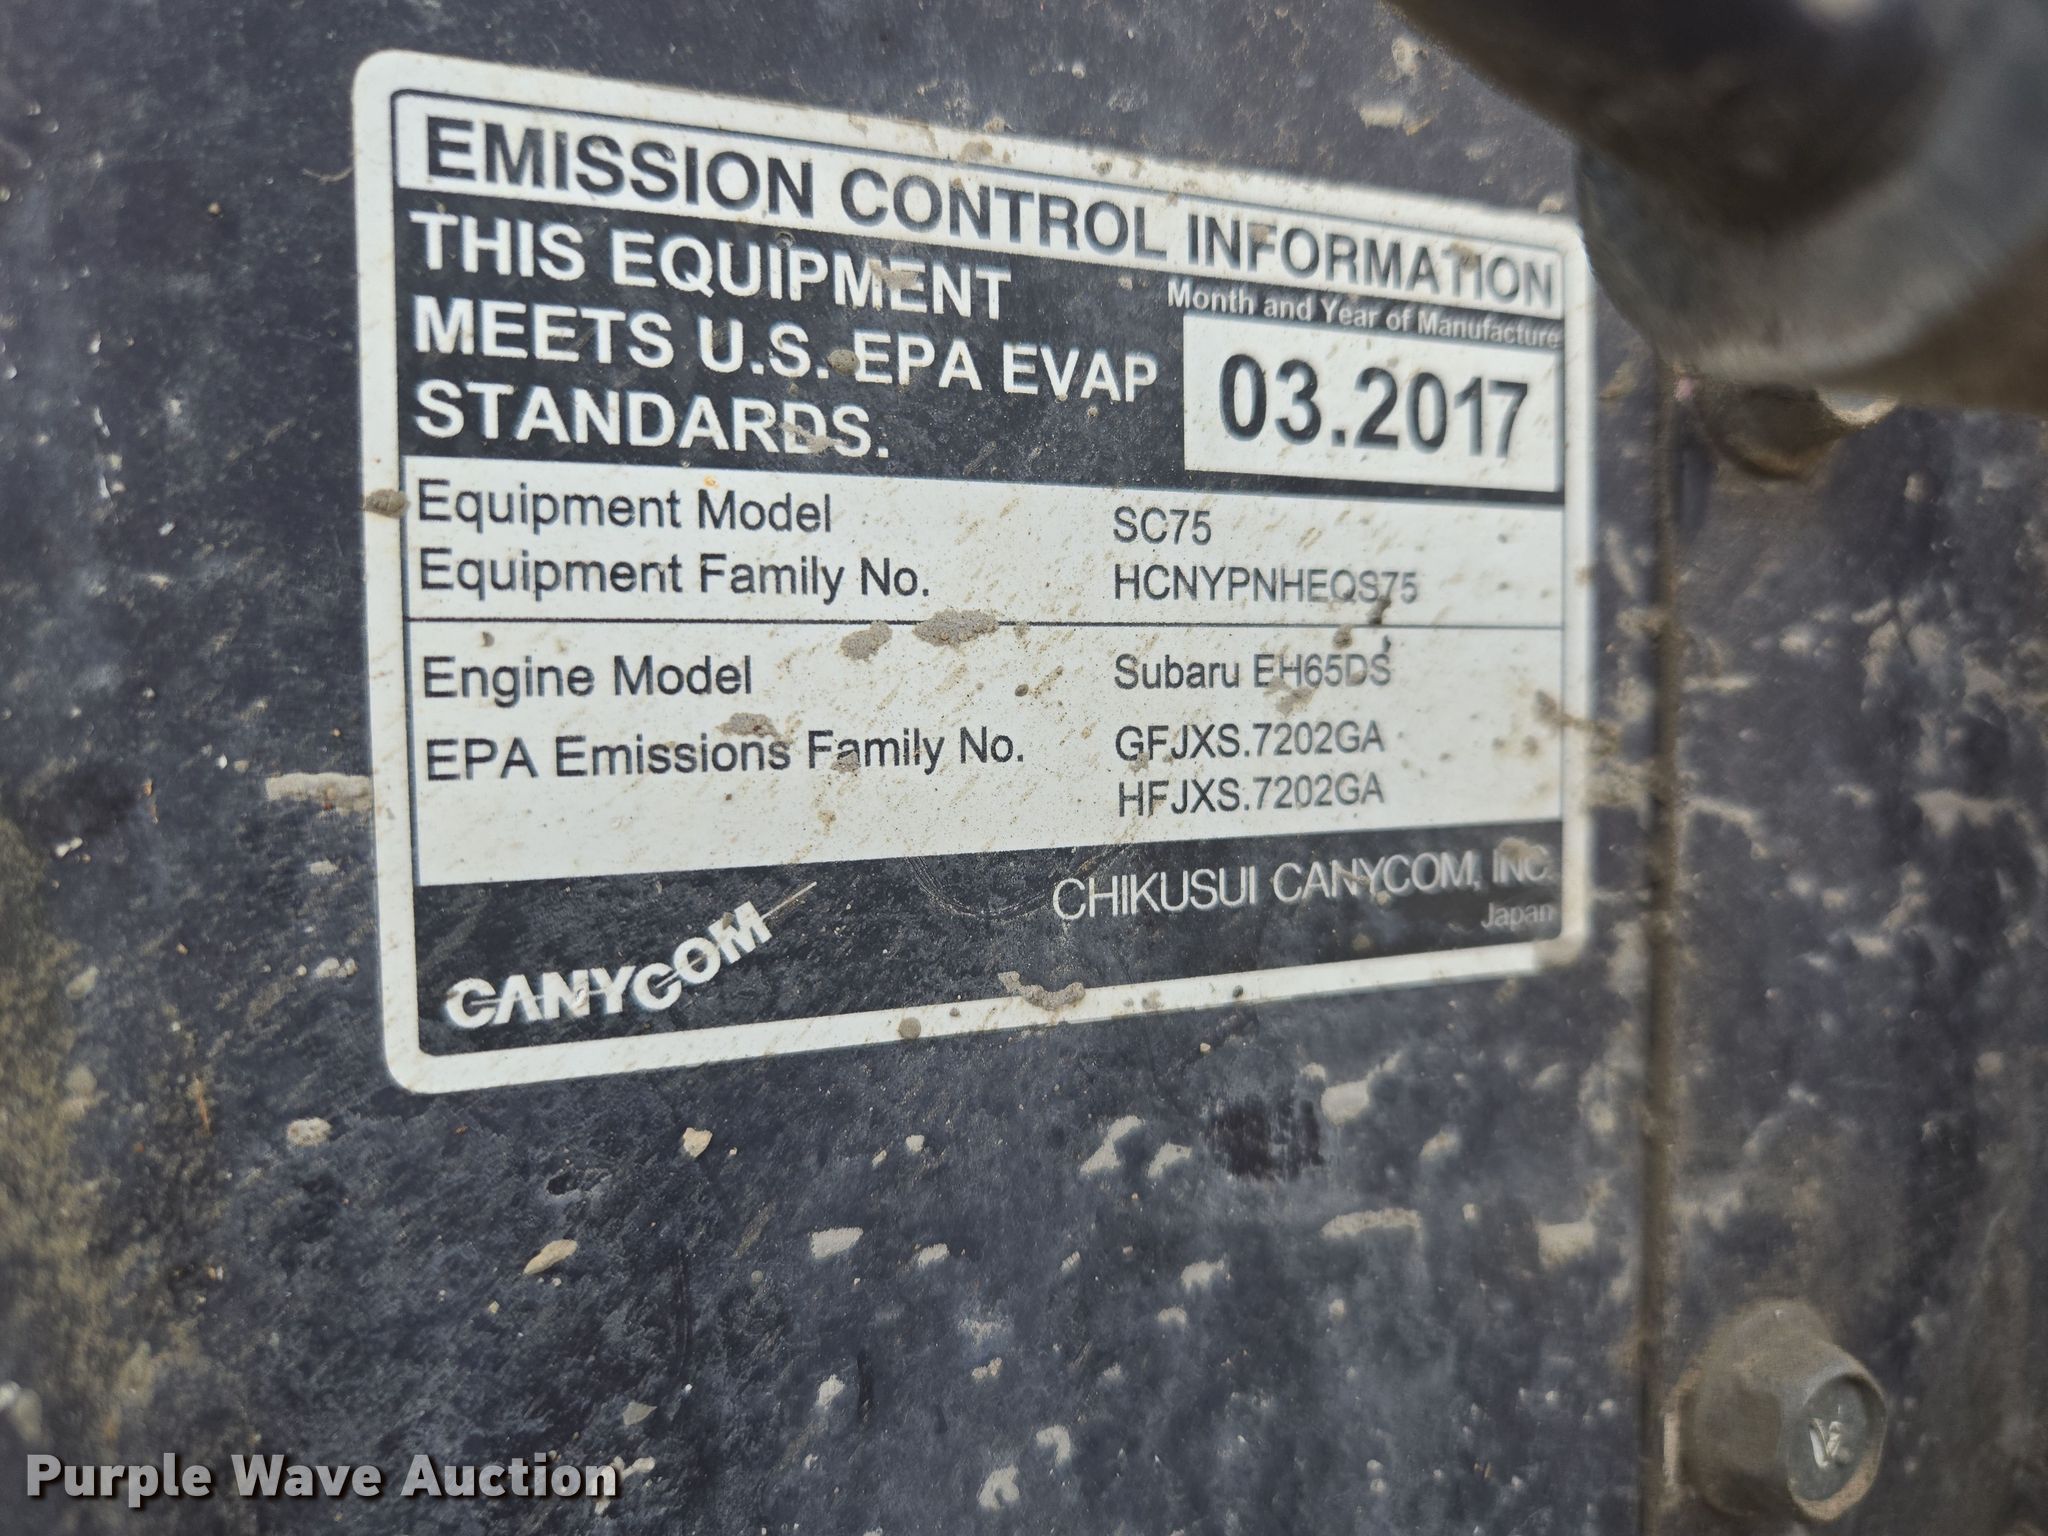 EMISSION CONTROL INFORMATION
THIS EQUIPMENT
MEETS U.S. EPA EVAP
STANDARDS.
Month and Year of Manufacture
03.2017
Equipment Model SC75
Equipment Family No. HCNYPNHEQS75
Engine Model Subaru EH65DS
EPA Emissions Family No. GFJXS.7202GA
HFJXS.7202GA
CANYCOM
CHIKUSUI CANYCOM, INC.
Japan
Purple Wave Auction